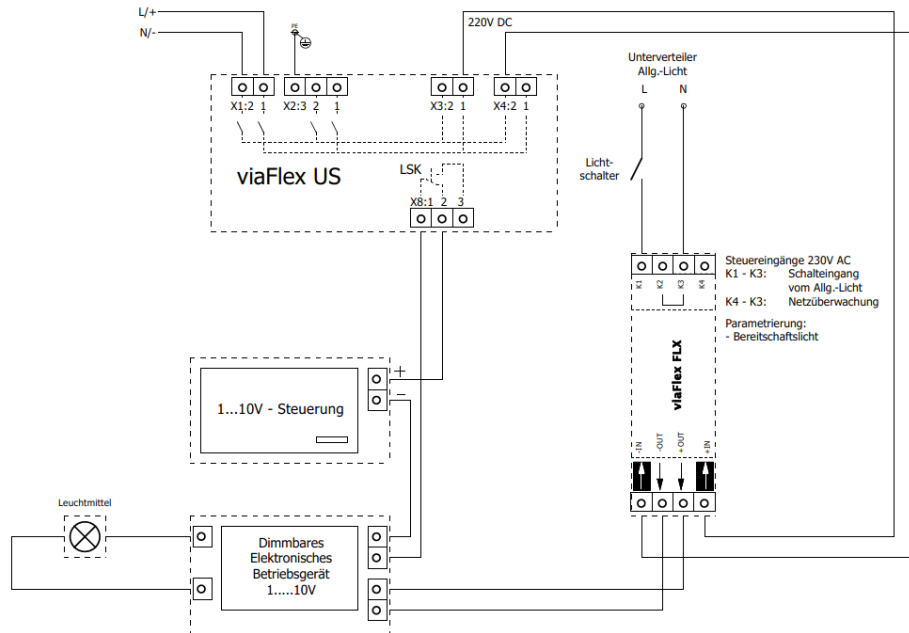 L/+
N/-
PE
220V DC
Unterverteiler
Allg.-Licht
L N
X1:2 1 X2:3 2 1 X3:2 1 X4:2 1
viaFlex US
LSK
X8:1 2 3
Licht-
schalter
K1 K2 K3 K4
Steuereingänge 230V AC
K1 - K3: Schalteingang
vom Allg.-Licht
K4 - K3: Netzüberwachung
Parametrierung:
- Bereitschaftslicht
viaFlex FLX
-IN -OUT +OUT +IN
+
1...10V - Steuerung
–
Leuchtmittel
Dimmbares
Elektronisches
Betriebsgerät
1.....10V